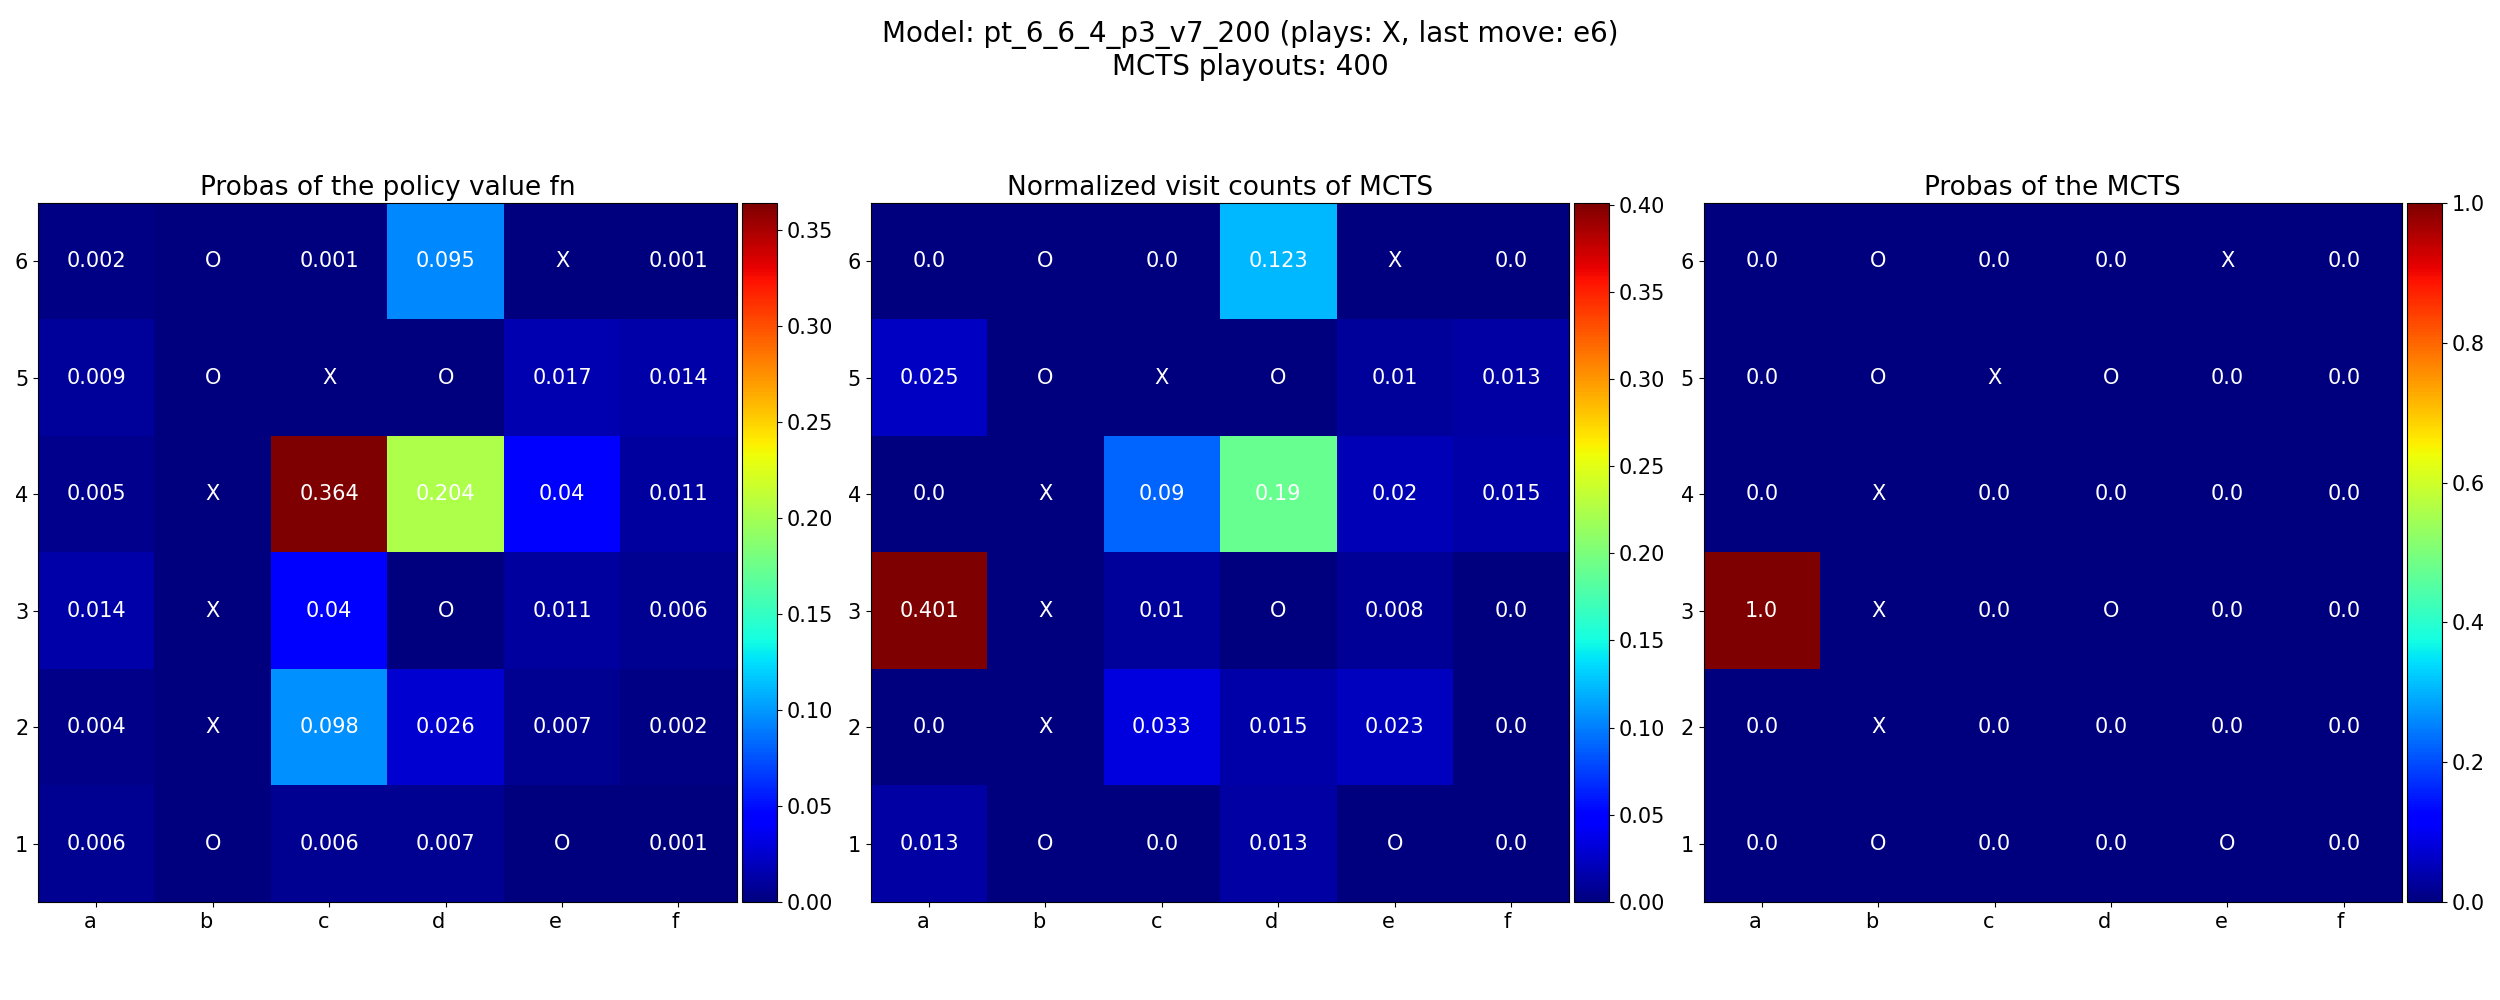 Model: pt_6_6_4_p3_v7_200 (plays: X, last move: e6)
MCTS playouts: 400
Probas of the policy value fn
6 0.002 O 0.001 0.095 X 0.001
5 0.009 O X O 0.017 0.014
4 0.005 X 0.364 0.204 0.04 0.011
3 0.014 X 0.04 O 0.011 0.006
2 0.004 X 0.098 0.026 0.007 0.002
1 0.006 O 0.006 0.007 O 0.001
a b c d e f
0.35
0.30
0.25
0.20
0.15
0.10
0.05
0.00
Normalized visit counts of MCTS
6 0.0 O 0.0 0.123 X 0.0
5 0.025 O X O 0.01 0.013
4 0.0 X 0.09 0.19 0.02 0.015
3 0.401 X 0.01 O 0.008 0.0
2 0.0 X 0.033 0.015 0.023 0.0
1 0.013 O 0.0 0.013 O 0.0
a b c d e f
0.40
0.35
0.30
0.25
0.20
0.15
0.10
0.05
0.00
Probas of the MCTS
6 0.0 O 0.0 0.0 X 0.0
5 0.0 O X O 0.0 0.0
4 0.0 X 0.0 0.0 0.0 0.0
3 1.0 X 0.0 O 0.0 0.0
2 0.0 X 0.0 0.0 0.0 0.0
1 0.0 O 0.0 0.0 O 0.0
a b c d e f
1.0
0.8
0.6
0.4
0.2
0.0